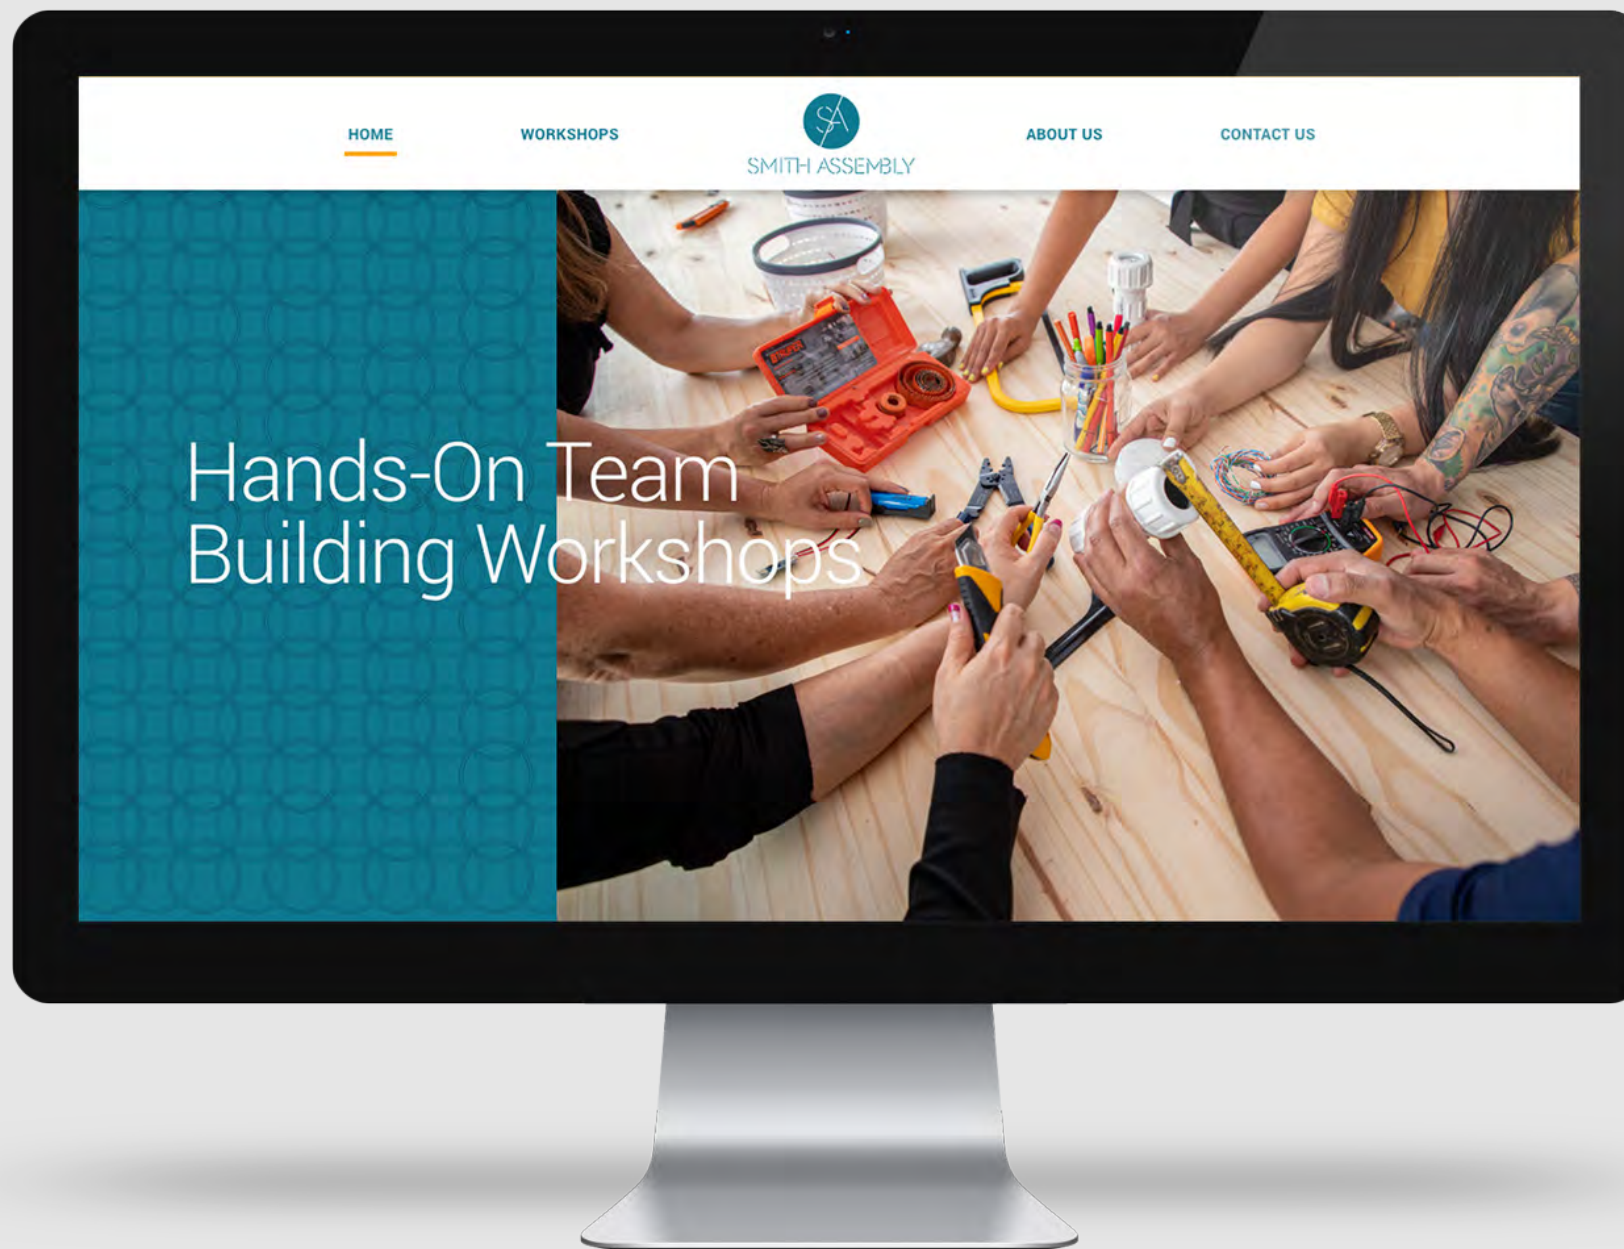 HOME
WORKSHOPS
SA
SMITH ASSEMBLY
ABOUT US
CONTACT US
Hands-On Team
Building Workshops